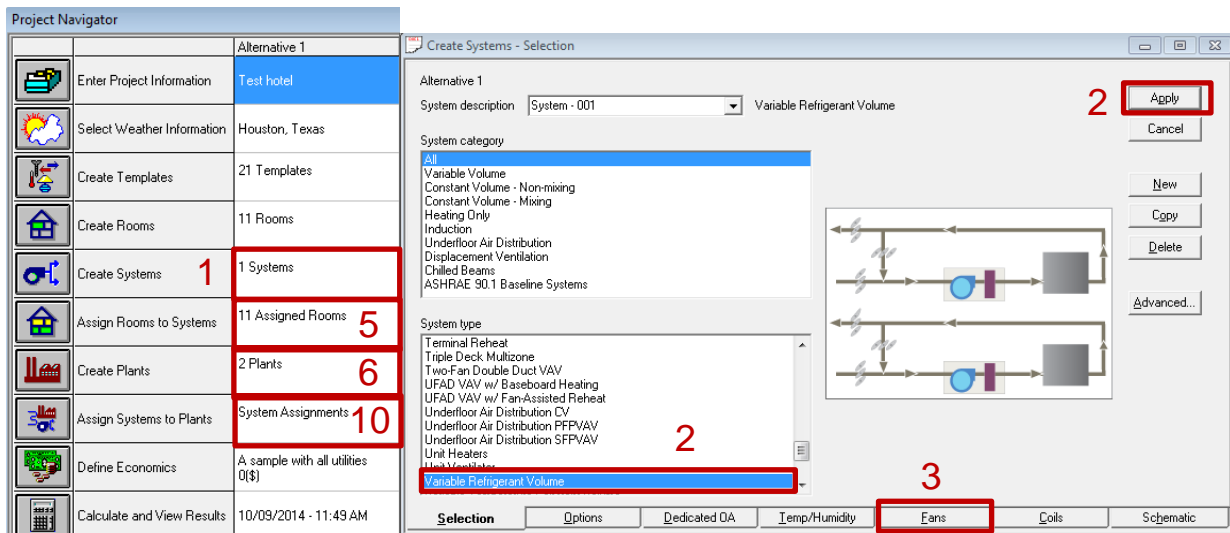 Project Navigator
Alternative 1
Enter Project Information
Test hotel
Select Weather Information
Houston, Texas
Create Templates
21 Templates
Create Rooms
11 Rooms
Create Systems
1
1 Systems
Assign Rooms to Systems
11 Assigned Rooms
5
Create Plants
2 Plants
6
Assign Systems to Plants
System Assignments
10
Define Economics
A sample with all utilities
0($)
Calculate and View Results
10/09/2014 - 11:49 AM
Create Systems - Selection
Alternative 1
System description
System - 001
Variable Refrigerant Volume
2
Apply
Cancel
New
Copy
Delete
Advanced...
System category
All
Variable Volume
Constant Volume - Non-mixing
Constant Volume - Mixing
Heating Only
Induction
Underfloor Air Distribution
Displacement Ventilation
Chilled Beams
ASHRAE 90.1 Baseline Systems
System type
Terminal Reheat
Triple Deck Multizone
Two-Fan Double Duct VAV
UFAD VAV w/ Baseboard Heating
UFAD VAV w/ Fan-Assisted Reheat
Underfloor Air Distribution CV
Underfloor Air Distribution PFPVAV
Underfloor Air Distribution SFPVAV
Unit Heaters
Unit Ventilator
2
Variable Refrigerant Volume
3
Selection
Options
Dedicated OA
Temp/Humidity
Fans
Coils
Schematic